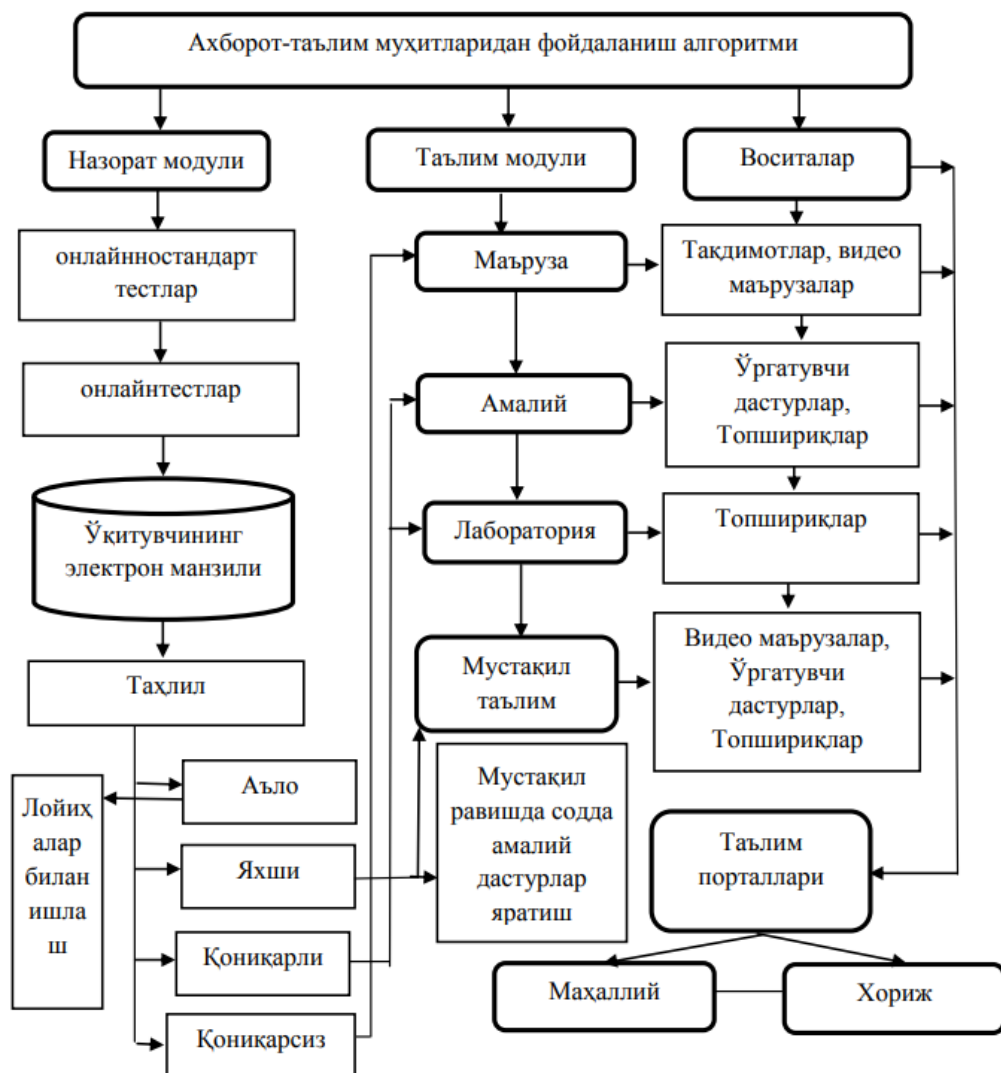 Ахборот-таълим муҳитларидан фойдаланиш алгоритми
Назорат модули
Таълим модули
Воситалар
онлайнностандарт
тестлар
Маъруза
Тақдимотлар, видео
маърузалар
онлайнтестлар
Амалий
Ўргатувчи
дастурлар,
Топшириқлар
Ўқитувчининг
электрон манзили
Лаборатория
Топшириқлар
Таҳлил
Мустақил
таълим
Видео маърузалар,
Ўргатувчи
дастурлар,
Топшириқлар
Лойиҳ
алар
билан
ишла
ш
Аъло
Яхши
Қониқарли
Қониқарсиз
Мустақил
равишда содда
амалий
дастурлар
яратиш
Таълим
порталлари
Маҳаллий
Хориж